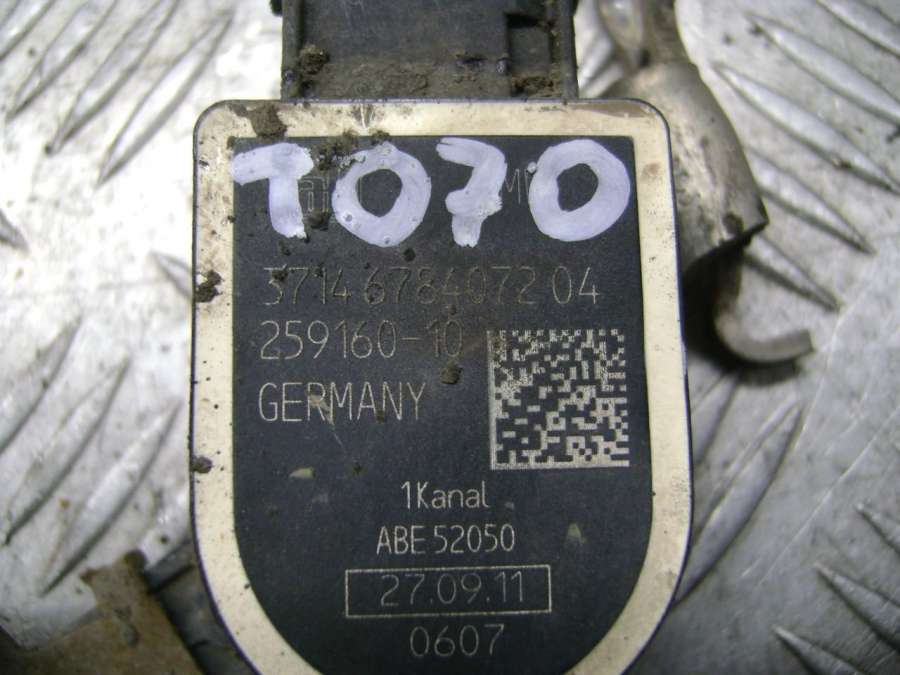 T070
3714 6784072 04
259160-10
GERMANY
1Kanal
ABE 52050
27.09.11
0607